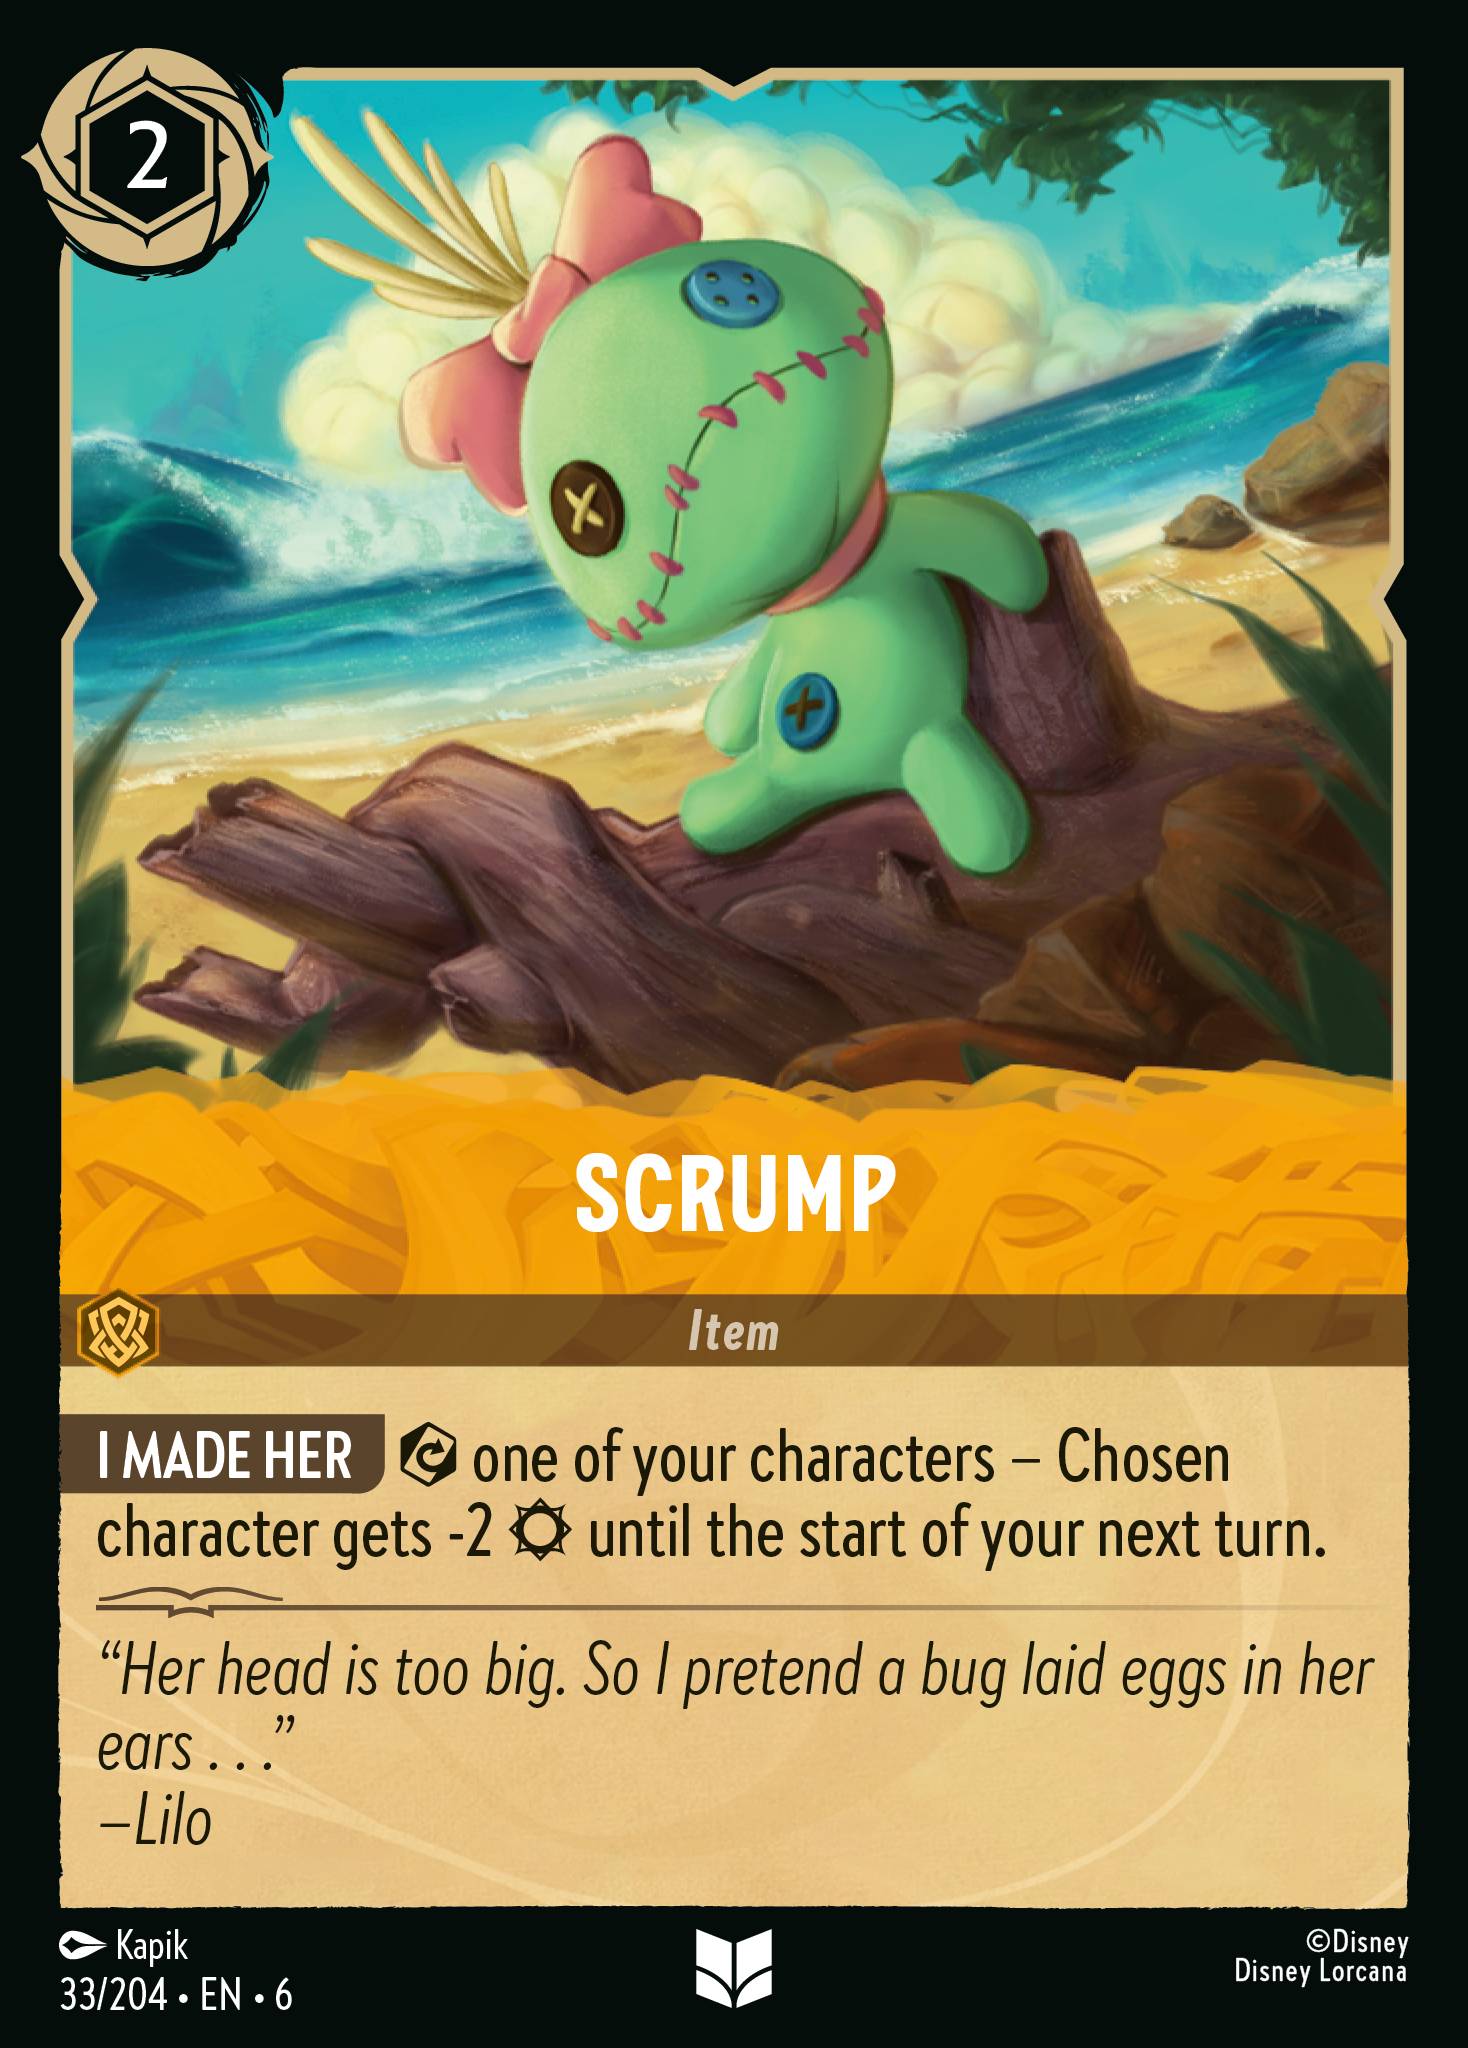 2
SCRUMP
Item
I MADE HER one of your characters – Chosen
character gets -2 until the start of your next turn.
“Her head is too big. So I pretend a bug laid eggs in her
ears . . .”
–Lilo
Kapik
33/204 • EN • 6
©Disney
Disney Lorcana